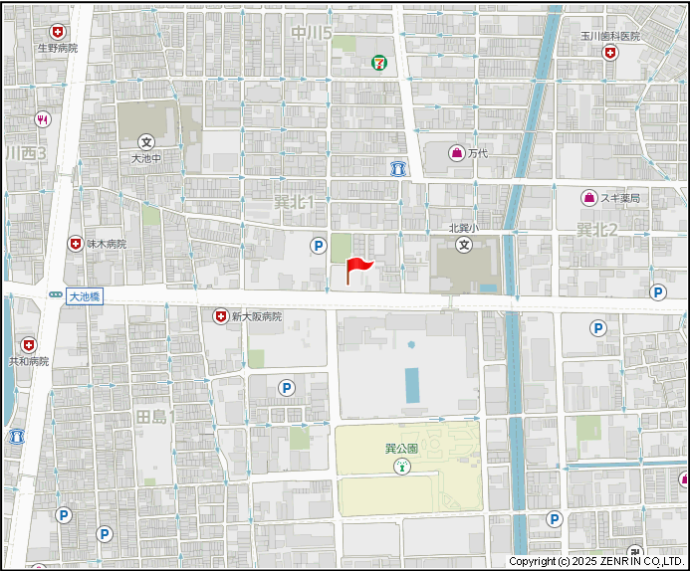 中川5
玉川歯科医院
生野病院
7
文
大池中
万代
川西3
巽北1
スギ薬局
北巽小
文
巽北2
味木病院
P
P
大池橋
新大阪病院
P
共和病院
P
田島1
巽公園
P
P
P
Copyright (c) 2025 ZENRIN CO.,LTD.